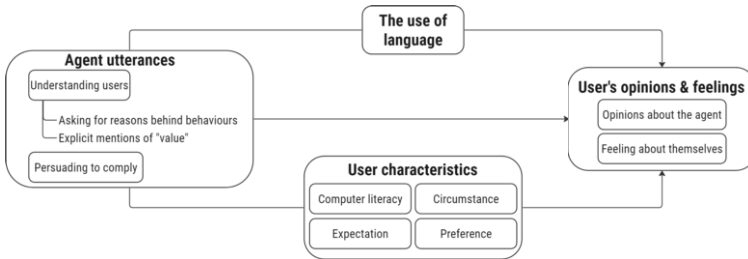 The use of
language
Agent utterances
Understanding users
Asking for reasons behind behaviours
Explicit mentions of "value"
Persuading to comply
User's opinions & feelings
Opinions about the agent
Feeling about themselves
User characteristics
Computer literacy
Circumstance
Expectation
Preference